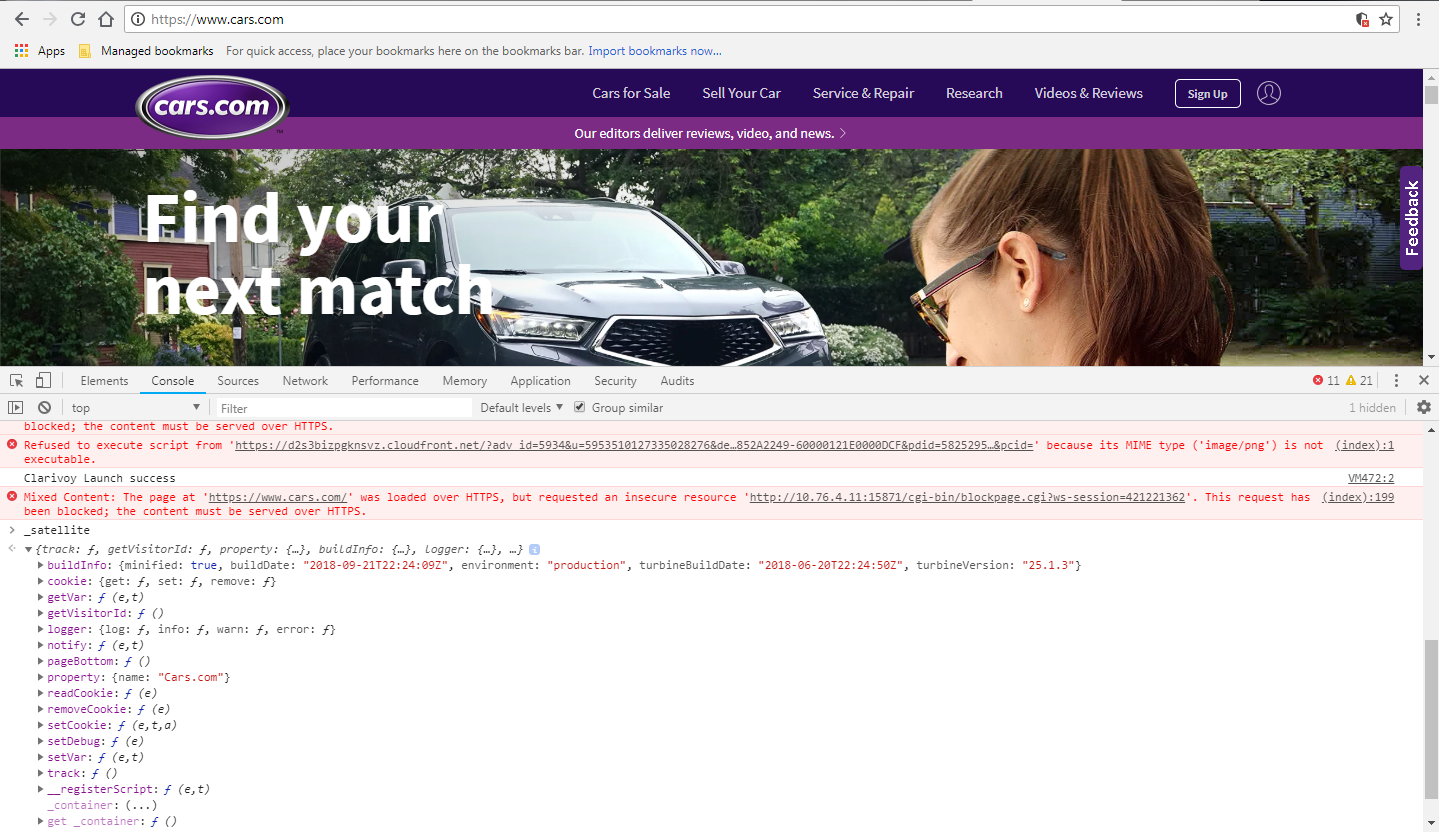 https://www.cars.com
Apps Managed bookmarks For quick access, place your bookmarks here on the bookmarks bar. Import bookmarks now...
cars.com
TM
Cars for Sale Sell Your Car Service & Repair Research Videos & Reviews Sign Up
Our editors deliver reviews, video, and news.
Find your
next match
Feedback
Elements Console Sources Network Performance Memory Application Security Audits 11 21
top Filter Default levels Group similar 1 hidden
blocked; the content must be served over HTTPS.
Refused to execute script from 'https://d2s3bizpgknsvz.cloudfront.net/?adv_id=5934&u=5953510127335028276&de…852A2249-60000121E0000DCF&pdid=5825295…&pcid=' because its MIME type ('image/png') is not (index):1
executable.
Clarivoy Launch success VM472:2
Mixed Content: The page at 'https://www.cars.com/' was loaded over HTTPS, but requested an insecure resource 'http://10.76.4.11:15871/cgi-bin/blockpage.cgi?ws-session=421221362'. This request has (index):199
been blocked; the content must be served over HTTPS.
_satellite
{track: ƒ, getVisitorId: ƒ, property: {…}, buildInfo: {…}, logger: {…}, …} i
buildInfo: {minified: true, buildDate: "2018-09-21T22:24:09Z", environment: "production", turbineBuildDate: "2018-06-20T22:24:50Z", turbineVersion: "25.1.3"}
cookie: {get: ƒ, set: ƒ, remove: ƒ}
getVar: ƒ (e,t)
getVisitorId: ƒ ()
logger: {log: ƒ, info: ƒ, warn: ƒ, error: ƒ}
notify: ƒ (e,t)
pageBottom: ƒ ()
property: {name: "Cars.com"}
readCookie: ƒ (e)
removeCookie: ƒ (e)
setCookie: ƒ (e,t,a)
setDebug: ƒ (e)
setVar: ƒ (e,t)
track: ƒ ()
__registerScript: ƒ (e,t)
_container: (...)
get _container: ƒ ()